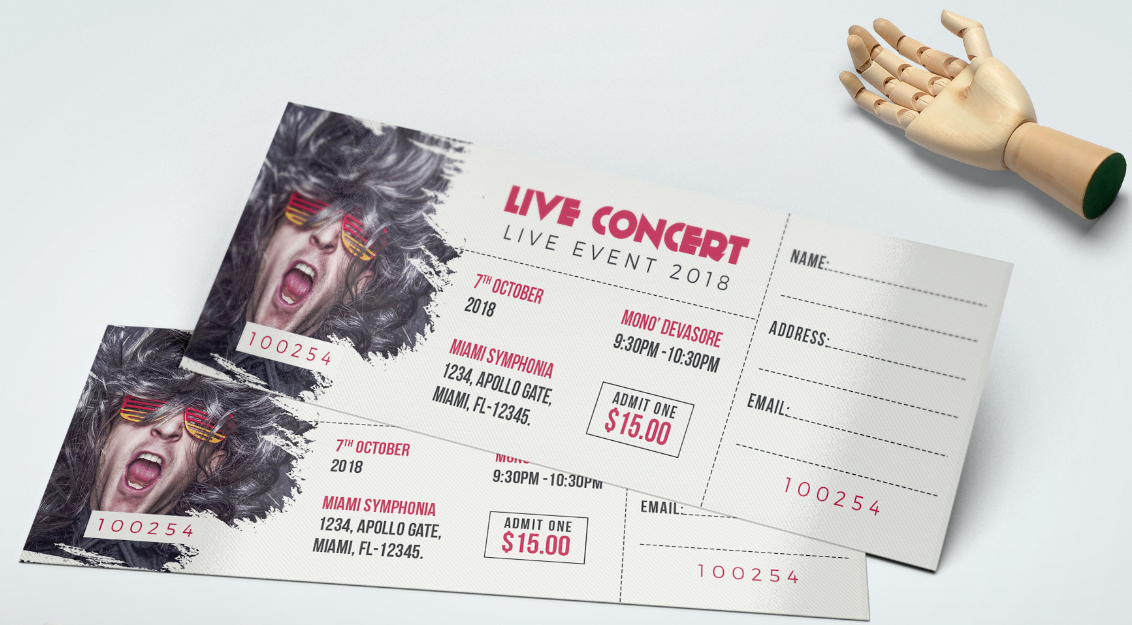 LIVE CONCERT
LIVE EVENT 2018
7TH OCTOBER
2018
MIAMI SYMPHONIA
1234, APOLLO GATE,
MIAMI, FL-12345.
MONO' DEVASORE
9:30PM -10:30PM
ADMIT ONE
$15.00
100254
NAME:
ADDRESS:
EMAIL:
100254
7TH OCTOBER
2018
MIAMI SYMPHONIA
1234, APOLLO GATE,
MIAMI, FL-12345.
9:30PM -10:30PM
ADMIT ONE
$15.00
100254
EMAIL:
100254